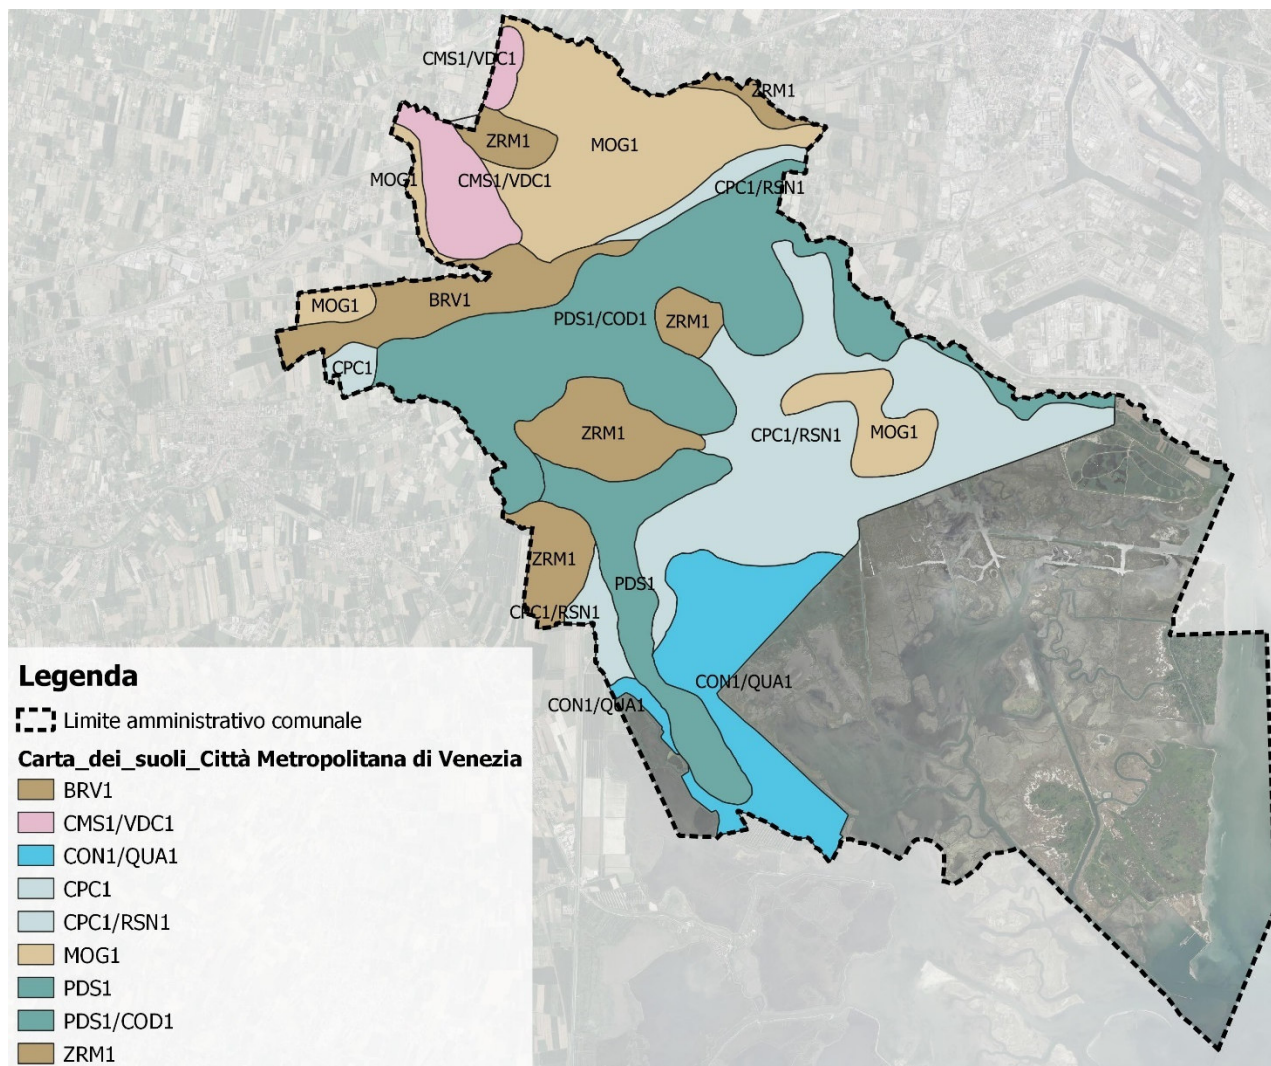 CMS1/VDC1
ZRM1
ZRM1
MOG1
MOG1
CMS1/VDC1
CPC1/RSN1
MOG1
BRV1
PDS1/COD1
ZRM1
CPC1
ZRM1
CPC1/RSN1
MOG1
ZRM1
PDS1
CPC1/RSN1
CON1/QUA1
CON1/QUA1
Legenda
Limite amministrativo comunale
Carta_dei_suoli_Città Metropolitana di Venezia
BRV1
CMS1/VDC1
CON1/QUA1
CPC1
CPC1/RSN1
MOG1
PDS1
PDS1/COD1
ZRM1